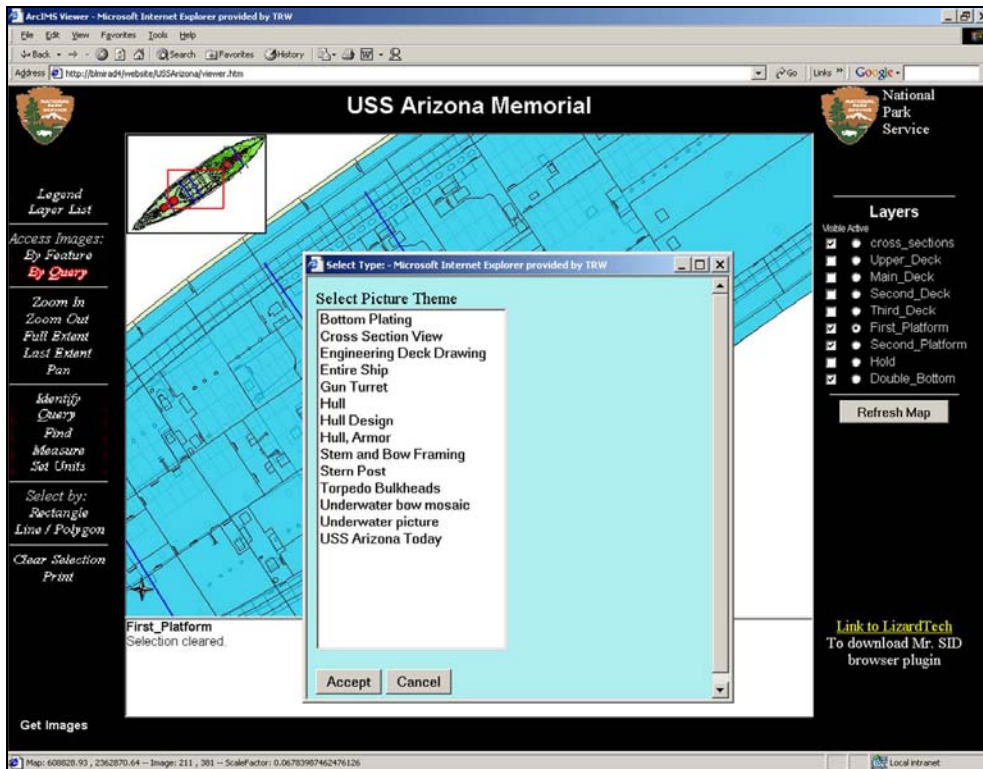 ArcIMS Viewer - Microsoft Internet Explorer provided by TRW
File Edit View Favorites Tools Help
Back Search Favorites History
Address http://blmirad4/website/USSArizona/viewer.htm Go Links » Google
USS Arizona Memorial
National
Park
Service
Legend
Layer List
Access Images:
By Feature
By Query
Zoom In
Zoom Out
Full Extent
Last Extent
Pan
Identify
Query
Find
Measure
Set Units
Select by:
Rectangle
Line / Polygon
Clear Selection
Print
Get Images
Select Type: - Microsoft Internet Explorer provided by TRW
Select Picture Theme
Bottom Plating
Cross Section View
Engineering Deck Drawing
Entire Ship
Gun Turret
Hull
Hull Design
Hull, Armor
Stem and Bow Framing
Stern Post
Torpedo Bulkheads
Underwater bow mosaic
Underwater picture
USS Arizona Today
Accept Cancel
First_Platform
Selection cleared.
Layers
Visible Active
cross_sections
Upper_Deck
Main_Deck
Second_Deck
Third_Deck
First_Platform
Second_Platform
Hold
Double_Bottom
Refresh Map
Link to LizardTech
To download Mr. SID
browser plugin
Map: 608828.93 , 2362870.64 -- Image: 211 , 381 -- ScaleFactor: 0.06783987462476126
Local intranet